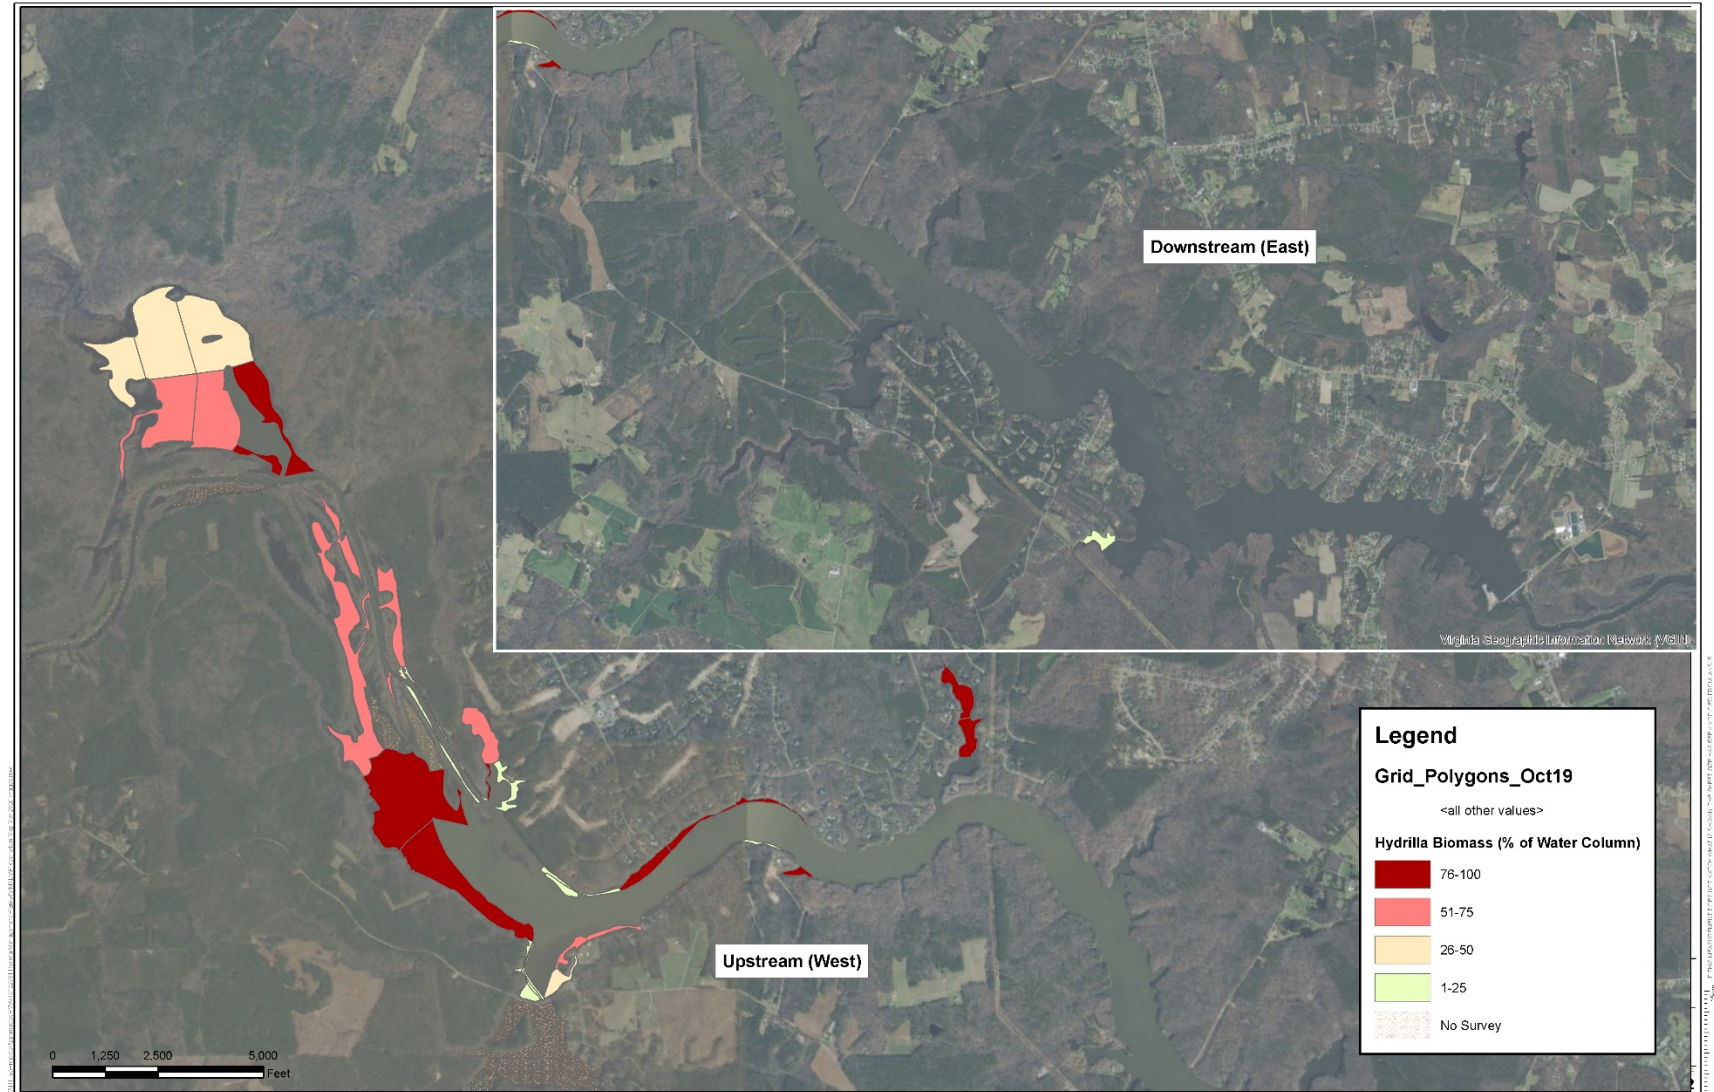 Downstream (East)
Virginia Geographic Information Network (VGIN)
Legend
Grid_Polygons_Oct19
<all other values>
Hydrilla Biomass (% of Water Column)
76-100
51-75
26-50
1-25
No Survey
Upstream (West)
0 1,250 2,500 5,000
Feet